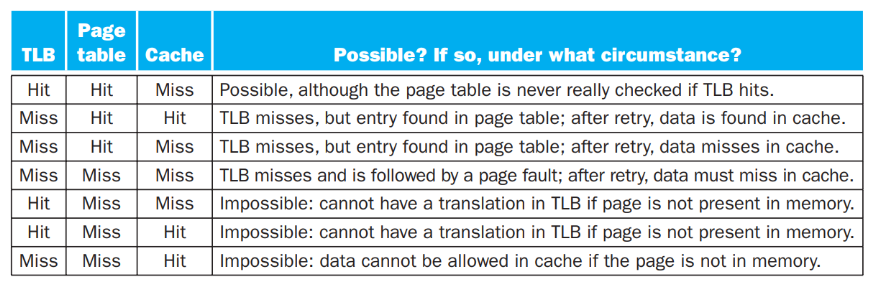 TLB Page table Cache Possible? If so, under what circumstance?
Hit Hit Miss Possible, although the page table is never really checked if TLB hits.
Miss Hit Hit TLB misses, but entry found in page table; after retry, data is found in cache.
Miss Hit Miss TLB misses, but entry found in page table; after retry, data misses in cache.
Miss Miss Miss TLB misses and is followed by a page fault; after retry, data must miss in cache.
Hit Miss Miss Impossible: cannot have a translation in TLB if page is not present in memory.
Hit Miss Hit Impossible: cannot have a translation in TLB if page is not present in memory.
Miss Miss Hit Impossible: data cannot be allowed in cache if the page is not in memory.